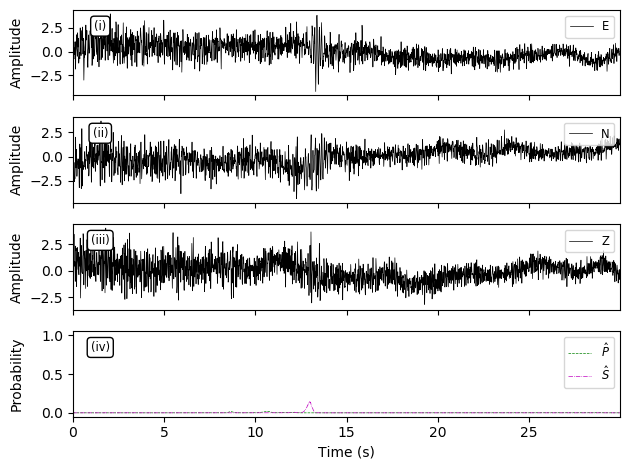 Amplitude
2.5
0.0
−2.5
(i)
E
Amplitude
2.5
0.0
−2.5
(ii)
N
Amplitude
2.5
0.0
−2.5
(iii)
Z
Probability
1.0
0.5
0.0
(iv)
P̂
Ŝ
0 5 10 15 20 25
Time (s)